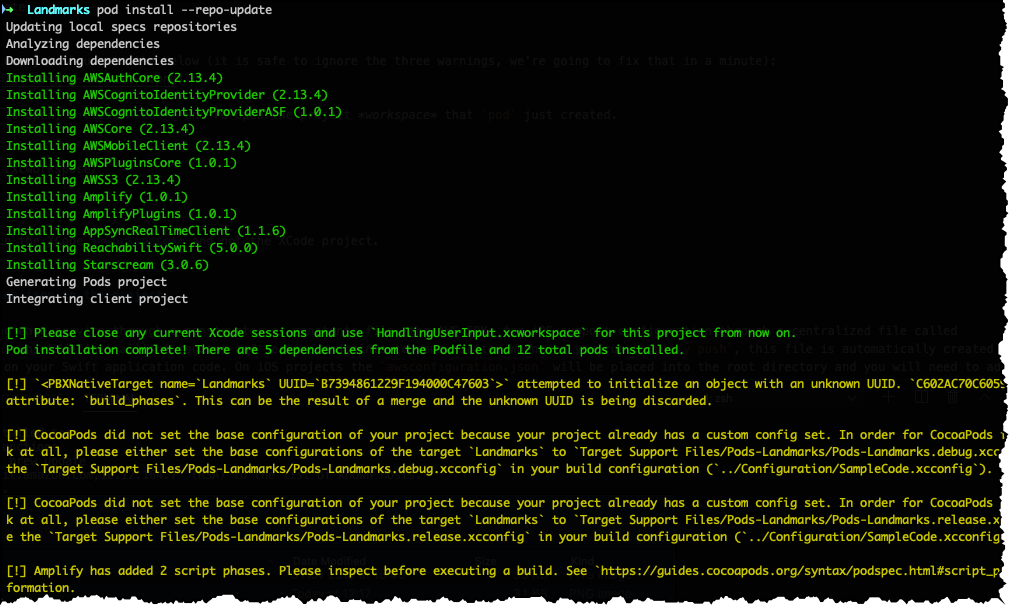 Landmarks pod install --repo-update
Updating local specs repositories
Analyzing dependencies
Downloading dependencies
Installing AWSAuthCore (2.13.4)
Installing AWSCognitoIdentityProvider (2.13.4)
Installing AWSCognitoIdentityProviderASF (1.0.1)
Installing AWSCore (2.13.4)
Installing AWSMobileClient (2.13.4)
Installing AWSPluginsCore (1.0.1)
Installing AWSS3 (2.13.4)
Installing Amplify (1.0.1)
Installing AmplifyPlugins (1.0.1)
Installing AppSyncRealTimeClient (1.1.6)
Installing ReachabilitySwift (5.0.0)
Installing Starscream (3.0.6)
Generating Pods project
Integrating client project
[!] Please close any current Xcode sessions and use `HandlingUserInput.xcworkspace` for this project from now on.
Pod installation complete! There are 5 dependencies from the Podfile and 12 total pods installed.
[!] `<PBXNativeTarget name=`Landmarks` UUID=`B7394861229F194000C47603`>` attempted to initialize an object with an unknown UUID. `C602AC70C605
attribute: `build_phases`. This can be the result of a merge and the unknown UUID is being discarded.
[!] CocoaPods did not set the base configuration of your project because your project already has a custom config set. In order for CocoaPods
k at all, please either set the base configurations of the target `Landmarks` to `Target Support Files/Pods-Landmarks/Pods-Landmarks.debug.xcc
the `Target Support Files/Pods-Landmarks/Pods-Landmarks.debug.xcconfig` in your build configuration (`../Configuration/SampleCode.xcconfig`).
[!] CocoaPods did not set the base configuration of your project because your project already has a custom config set. In order for CocoaPods
k at all, please either set the base configurations of the target `Landmarks` to `Target Support Files/Pods-Landmarks/Pods-Landmarks.release.x
e the `Target Support Files/Pods-Landmarks/Pods-Landmarks.release.xcconfig` in your build configuration (`../Configuration/SampleCode.xcconfig
[!] Amplify has added 2 script phases. Please inspect before executing a build. See `https://guides.cocoapods.org/syntax/podspec.html#script_p
formation.